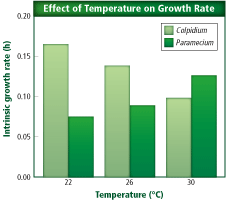 Effect of Temperature on Growth Rate
Colpidium
Paramecium
Intrinsic growth rate (h)
0.20
0.15
0.10
0.05
0.00
22 26 30
Temperature (°C)